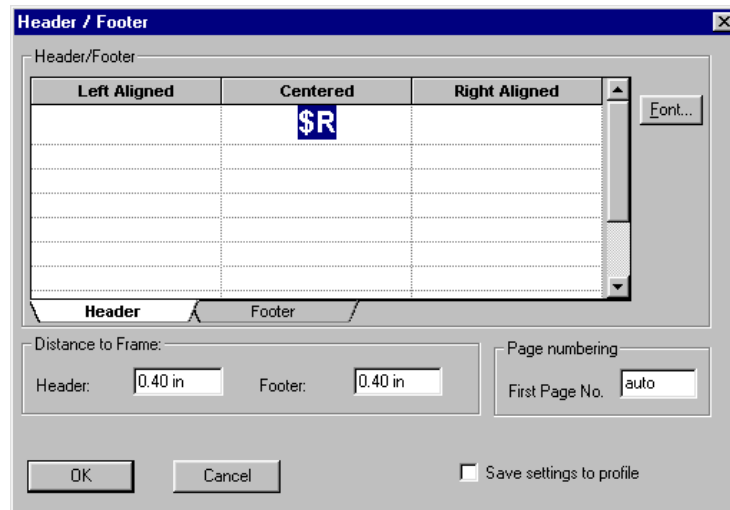 Header / Footer
Header/Footer
Left Aligned Centered Right Aligned
$R
Font...
Header Footer
Distance to Frame:
Header: 0.40 in Footer: 0.40 in
Page numbering
First Page No. auto
OK Cancel
Save settings to profile